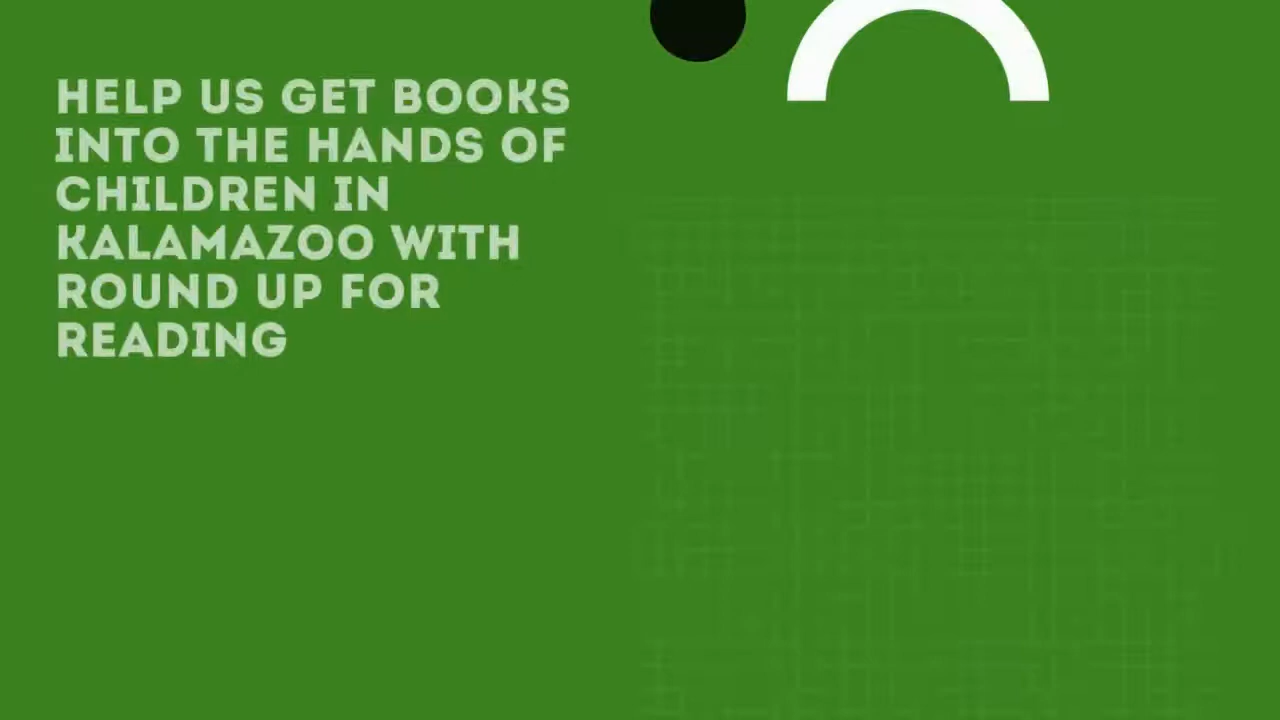 HELP US GET BOOKS
INTO THE HANDS OF
CHILDREN IN
KALAMAZOO WITH
ROUND UP FOR
READING